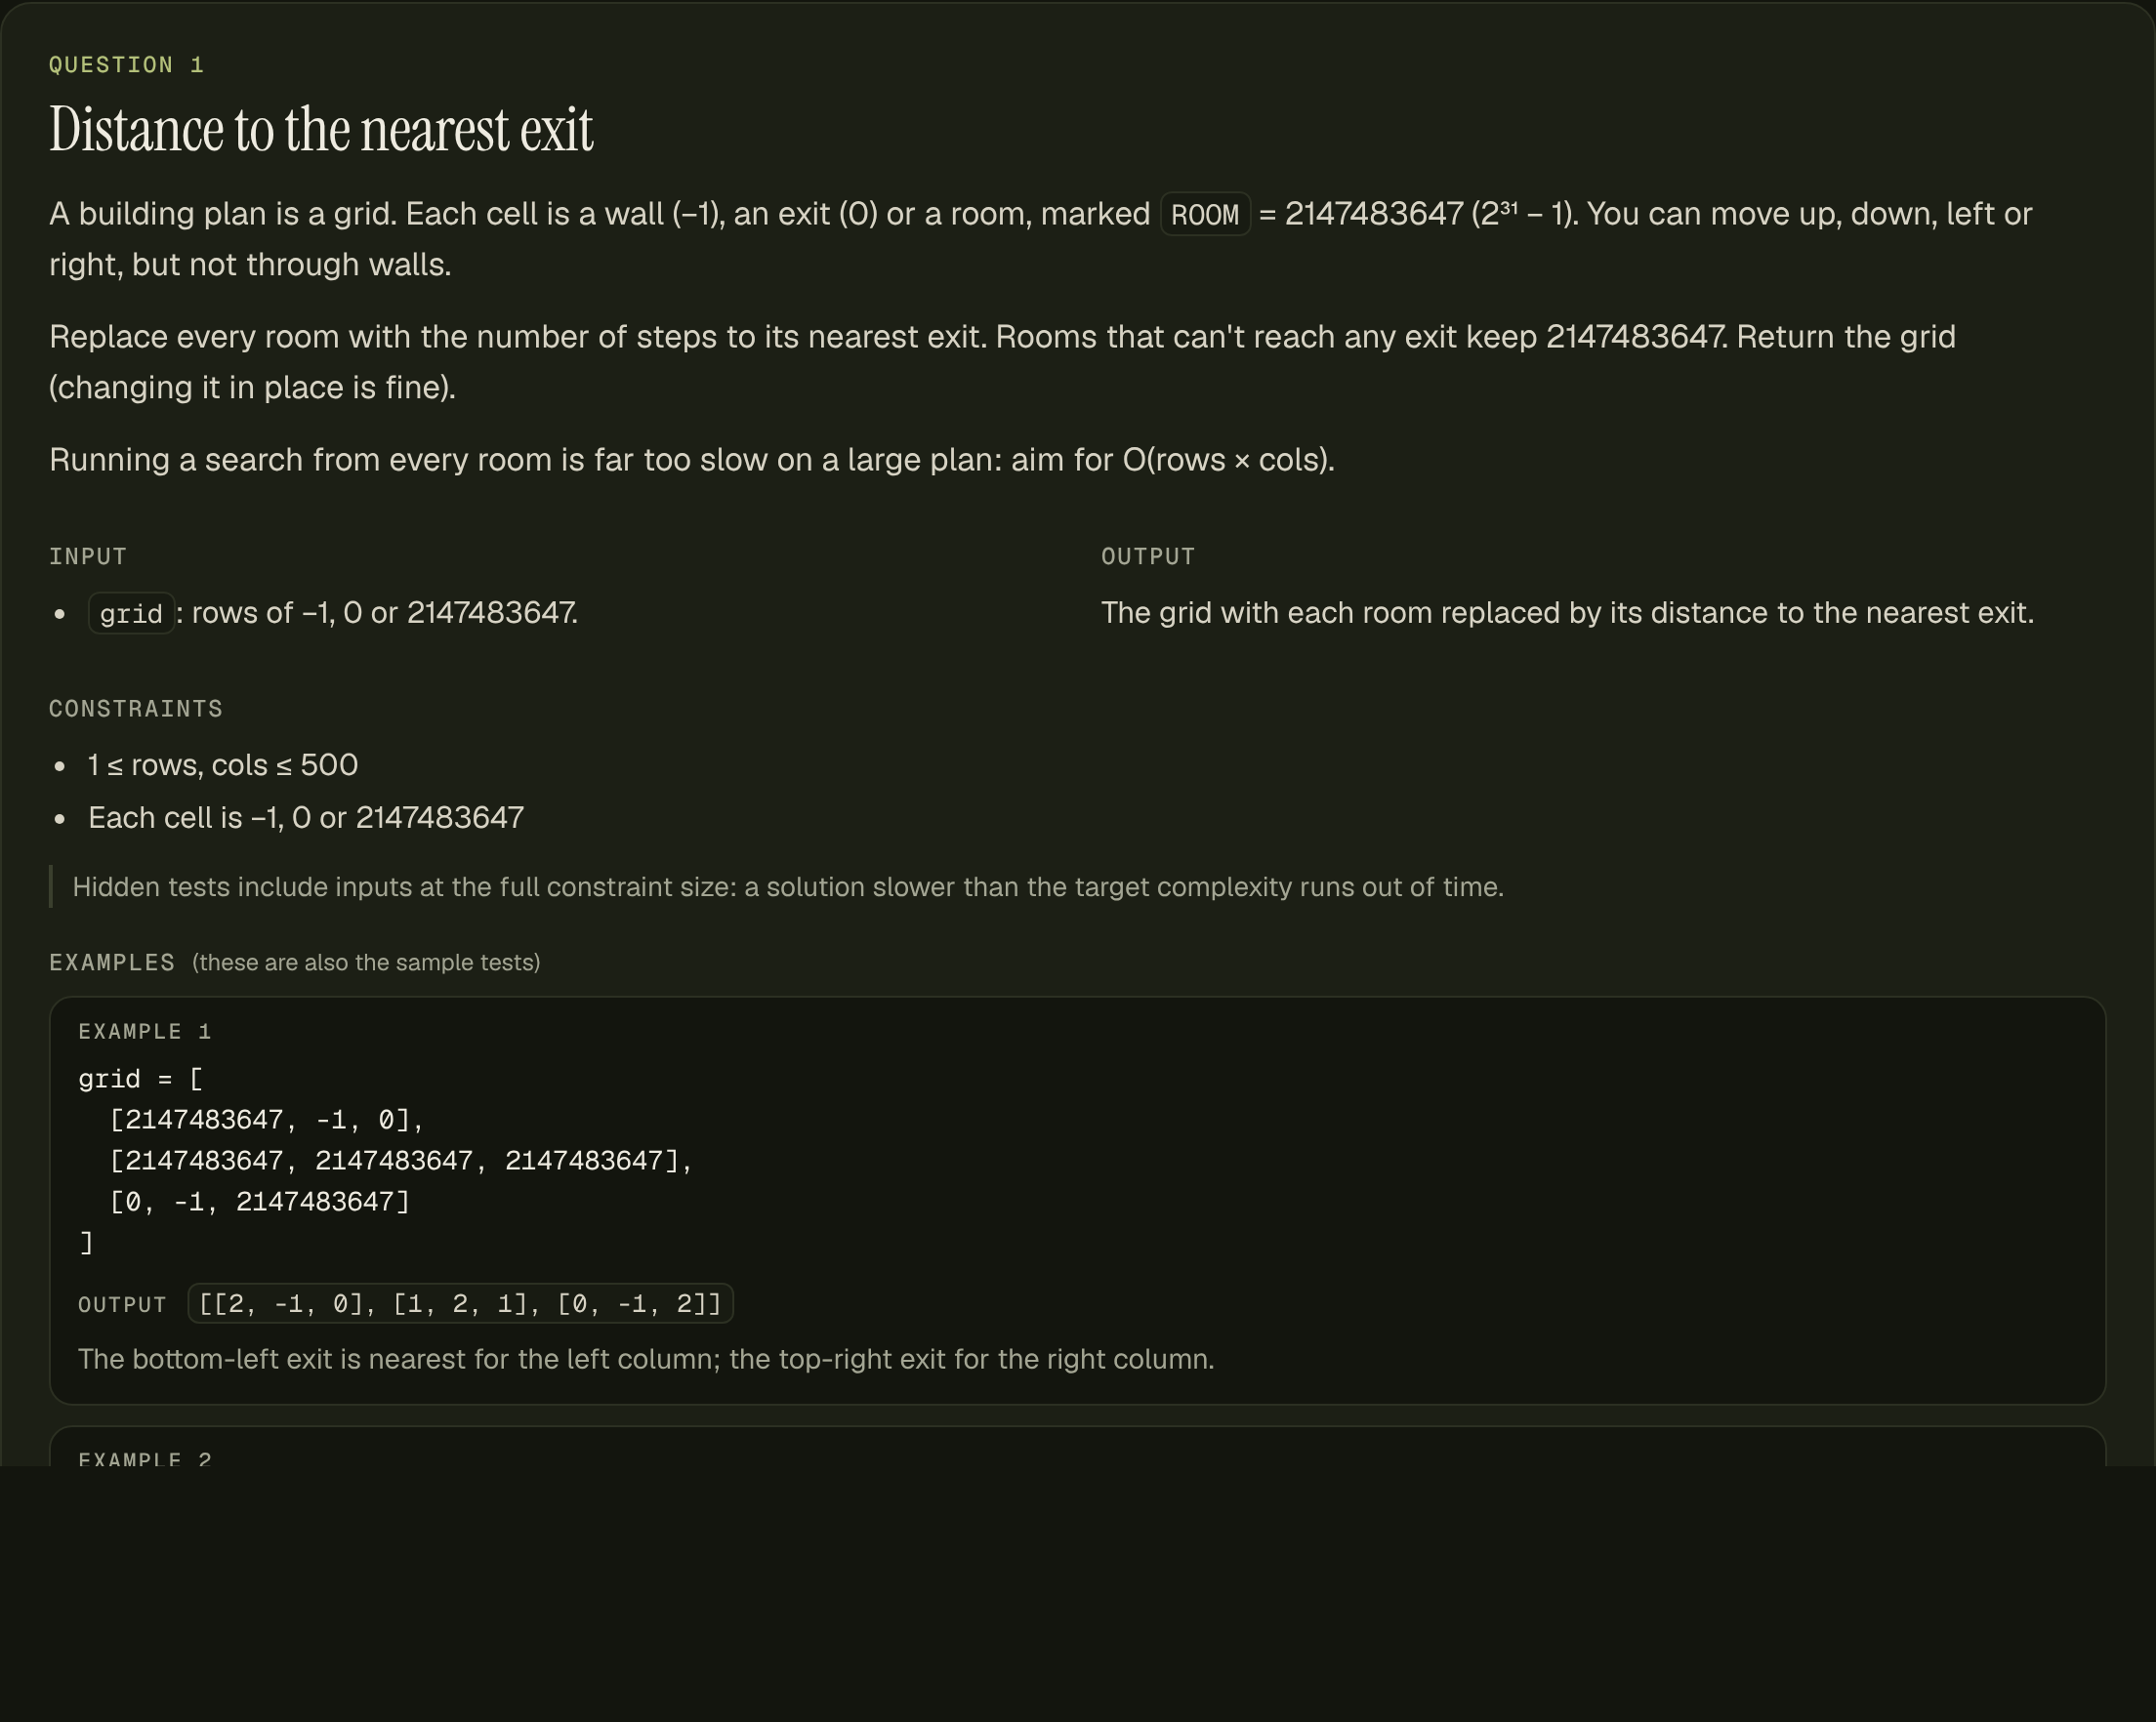 QUESTION 1
Distance to the nearest exit
A building plan is a grid. Each cell is a wall (−1), an exit (0) or a room, marked ROOM = 2147483647 (2³¹ − 1). You can move up, down, left or
right, but not through walls.
Replace every room with the number of steps to its nearest exit. Rooms that can't reach any exit keep 2147483647. Return the grid
(changing it in place is fine).
Running a search from every room is far too slow on a large plan: aim for O(rows × cols).
INPUT
• grid: rows of −1, 0 or 2147483647.
OUTPUT
The grid with each room replaced by its distance to the nearest exit.
CONSTRAINTS
• 1 ≤ rows, cols ≤ 500
• Each cell is −1, 0 or 2147483647
Hidden tests include inputs at the full constraint size: a solution slower than the target complexity runs out of time.
EXAMPLES (these are also the sample tests)
EXAMPLE 1
grid = [
  [2147483647, -1, 0],
  [2147483647, 2147483647, 2147483647],
  [0, -1, 2147483647]
]
OUTPUT [[2, -1, 0], [1, 2, 1], [0, -1, 2]]
The bottom-left exit is nearest for the left column; the top-right exit for the right column.
EXAMPLE 2